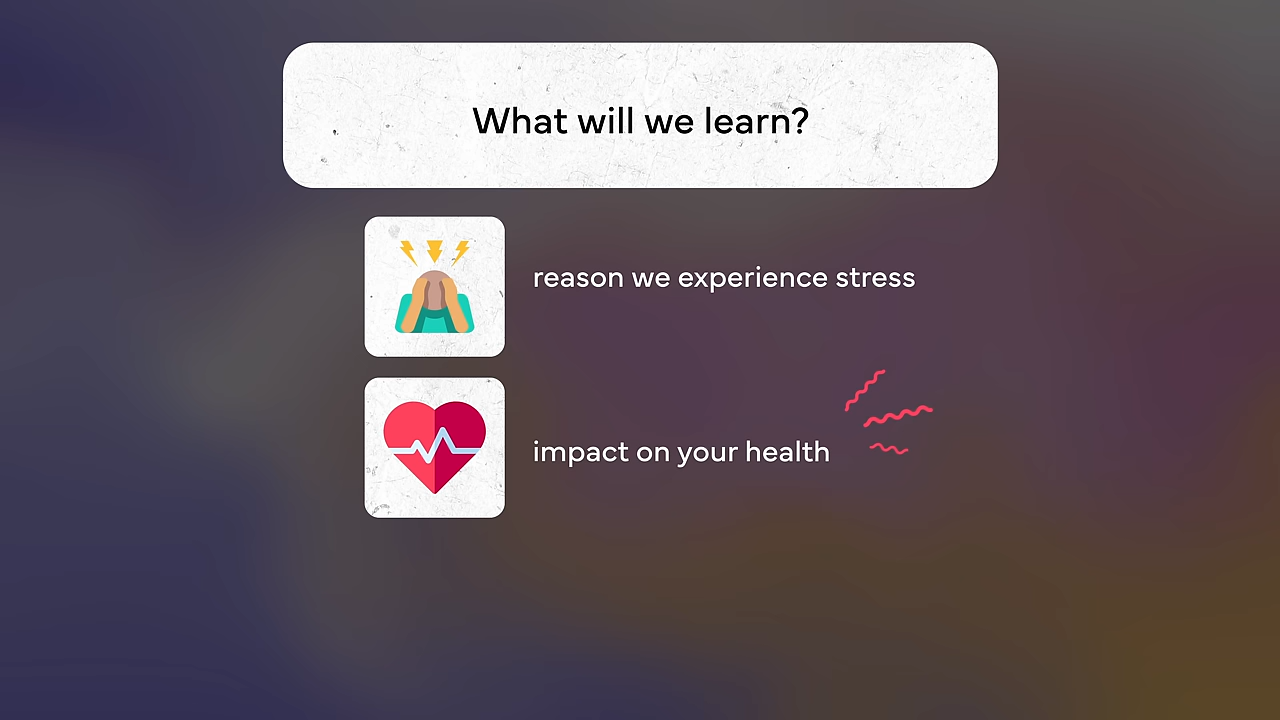 What will we learn?
reason we experience stress
impact on your health